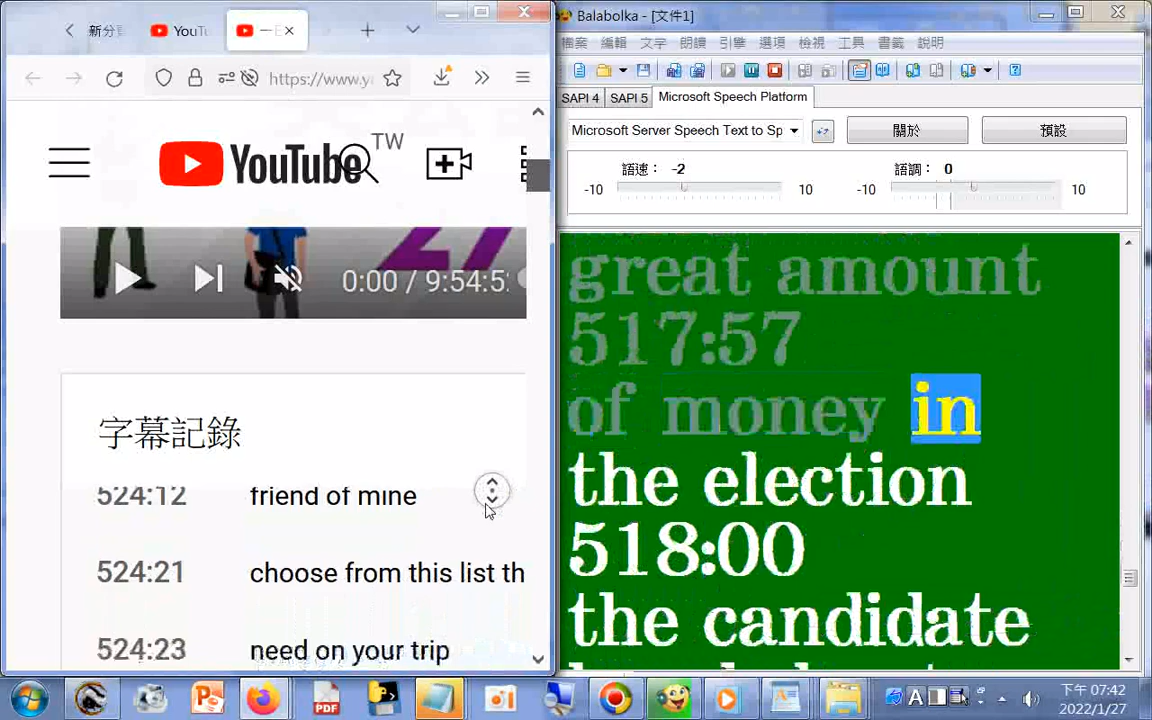 新分
YouT
一 E
https://www.y
YouTube TW
27
0:00 / 9:54:5
字幕記錄
524:12 friend of mine
524:21 choose from this list th
524:23 need on your trip
Balabolka - [文件1]
檔案 編輯 文字 朗讀 引擎 選項 檢視 工具 書籤 說明
SAPI 4 SAPI 5 Microsoft Speech Platform
Microsoft Server Speech Text to Sp
關於 預設
語速： -2 語調： 0
-10 10 -10 10
great amount
517:57
of money in
the election
518:00
the candidate
PDF
A
下午 07:42
2022/1/27